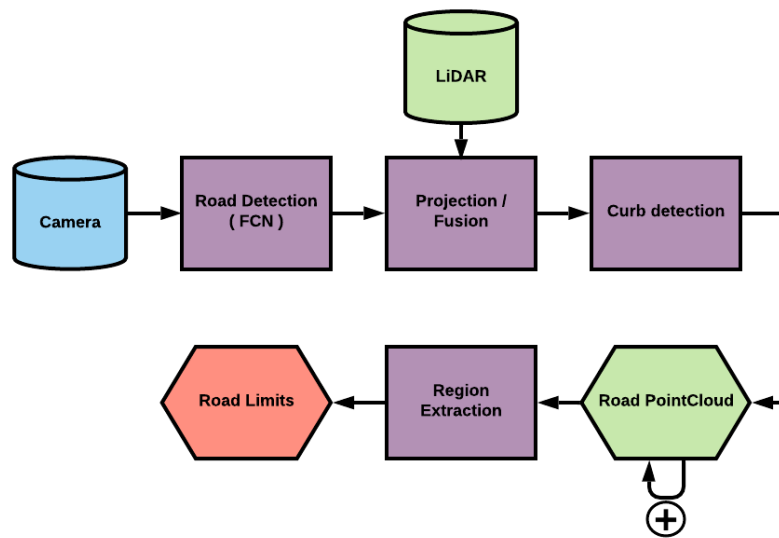 LiDAR
Camera
Road Detection
( FCN )
Projection /
Fusion
Curb detection
Road Limits
Region
Extraction
Road PointCloud
+